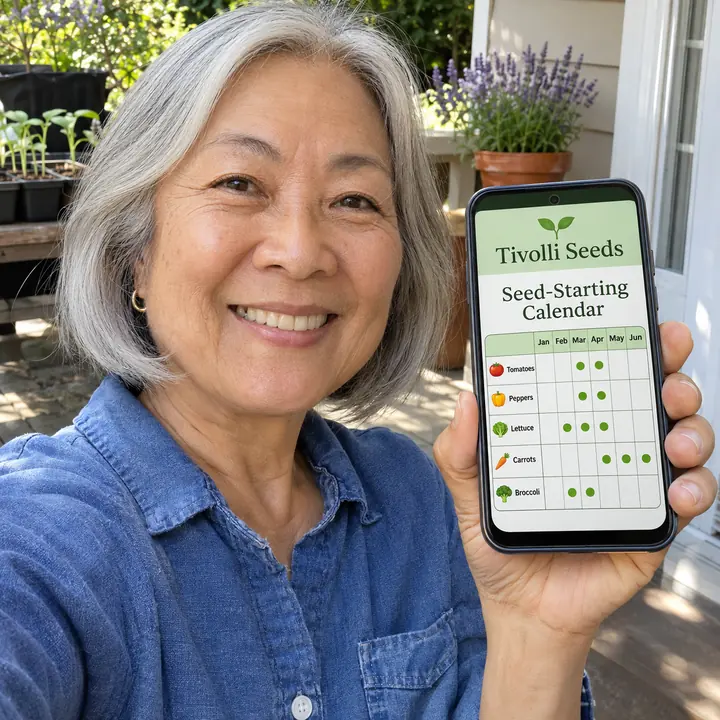 Tivolli Seeds
Seed-Starting
Calendar
Jan Feb Mar Apr May Jun
Tomatoes
Peppers
Lettuce
Carrots
Broccoli